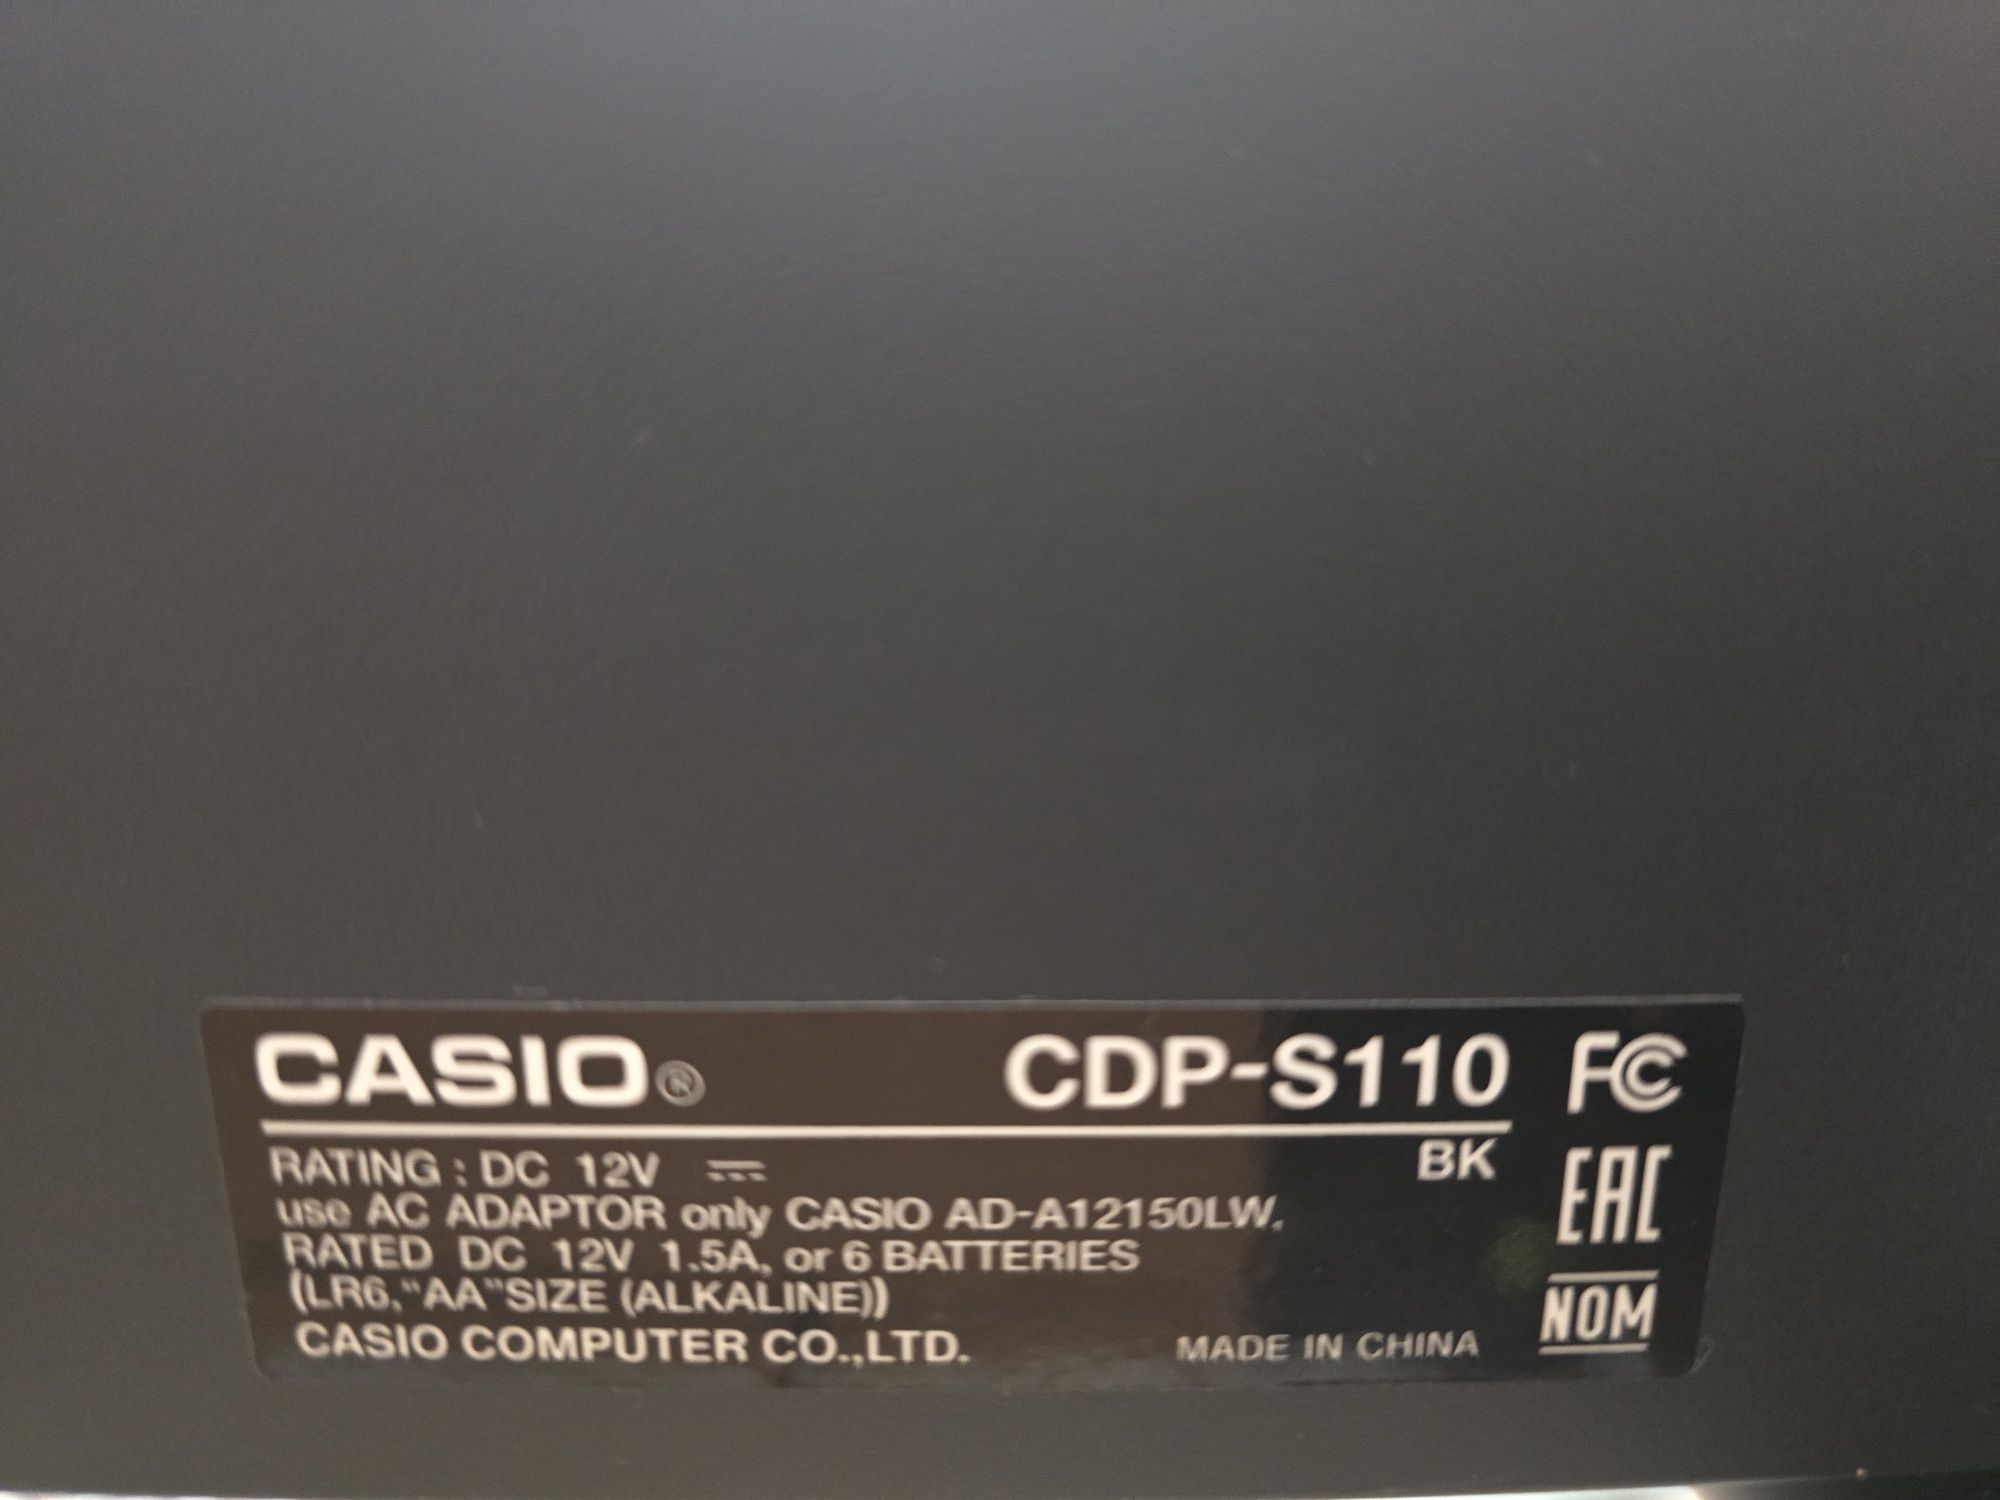 CASIO® CDP-S110 FC
BK
RATING : DC 12V ⎓
EAC
use AC ADAPTOR only CASIO AD-A12150LW,
RATED DC 12V 1.5A, or 6 BATTERIES
(LR6,"AA"SIZE (ALKALINE))
NOM
CASIO COMPUTER CO.,LTD. MADE IN CHINA